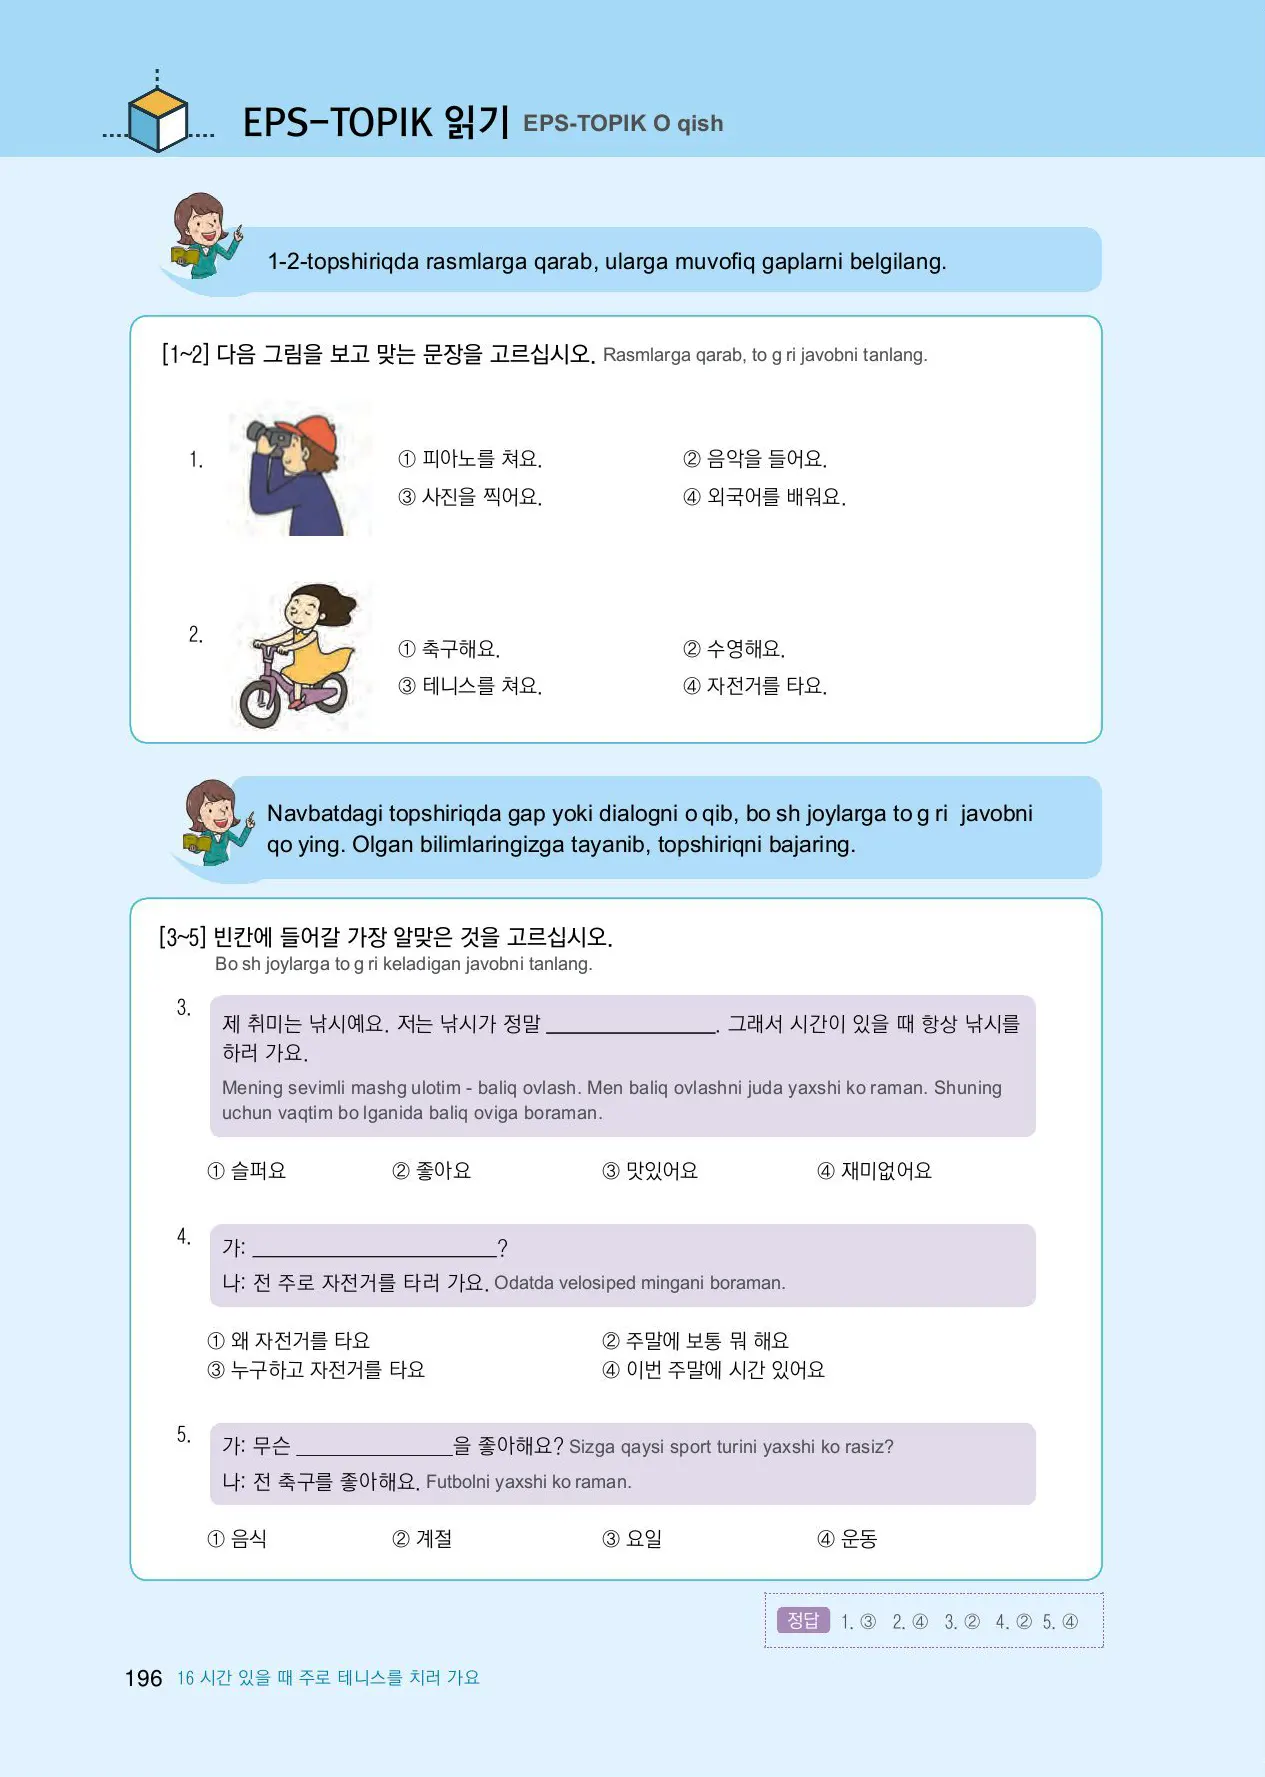 EPS-TOPIK 읽기 EPS-TOPIK O qish
1-2-topshiriqda rasmlarga qarab, ularga muvofiq gaplarni belgilang.
[1~2] 다음 그림을 보고 맞는 문장을 고르십시오. Rasmlarga qarab, to g ri javobni tanlang.
1.
① 피아노를 쳐요. ② 음악을 들어요.
③ 사진을 찍어요. ④ 외국어를 배워요.
2.
① 축구해요. ② 수영해요.
③ 테니스를 쳐요. ④ 자전거를 타요.
Navbatdagi topshiriqda gap yoki dialogni o qib, bo sh joylarga to g ri javobni
qo ying. Olgan bilimlaringizga tayanib, topshiriqni bajaring.
[3~5] 빈칸에 들어갈 가장 알맞은 것을 고르십시오.
Bo sh joylarga to g ri keladigan javobni tanlang.
3.
제 취미는 낚시예요. 저는 낚시가 정말 ________________. 그래서 시간이 있을 때 항상 낚시를
하러 가요.
Mening sevimli mashg ulotim - baliq ovlash. Men baliq ovlashni juda yaxshi ko raman. Shuning
uchun vaqtim bo lganida baliq oviga boraman.
① 슬퍼요 ② 좋아요 ③ 맛있어요 ④ 재미없어요
4.
가: ________________________?
나: 전 주로 자전거를 타러 가요. Odatda velosiped mingani boraman.
① 왜 자전거를 타요 ② 주말에 보통 뭐 해요
③ 누구하고 자전거를 타요 ④ 이번 주말에 시간 있어요
5.
가: 무슨 _______________을 좋아해요? Sizga qaysi sport turini yaxshi ko rasiz?
나: 전 축구를 좋아해요. Futbolni yaxshi ko raman.
① 음식 ② 계절 ③ 요일 ④ 운동
정답 1. ③ 2. ④ 3. ② 4. ② 5. ④
196 16 시간 있을 때 주로 테니스를 치러 가요